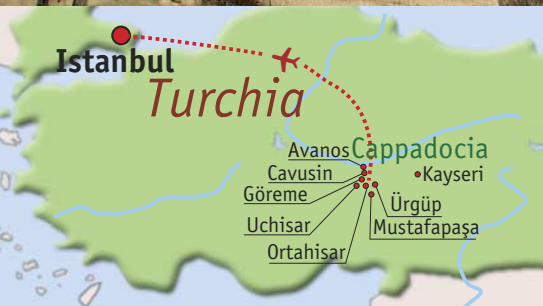 Istanbul
Turchia
Avanos
Cappadocia
Cavusin
Kayseri
Göreme
Ürgüp
Uchisar
Mustafapaşa
Ortahisar